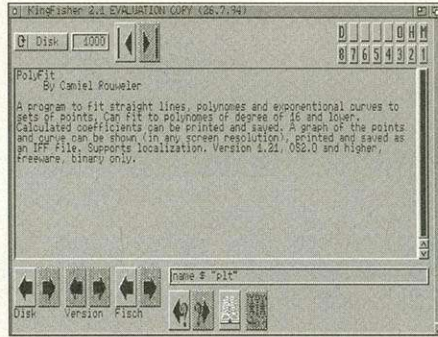 KingFisher 2.1 EVALUATION COPY (26.7.94)
Disk 1000
D _ _ _ _ O H M
8 7 6 5 4 3 2 1
PolyFit
By Camiel Rouweler
A program to fit straight lines, polynomes and exponentional curves to
sets of points. Can fit to polynomes of degree of 16 and lower.
Calculated coefficients can be printed and saved. A graph of the points
and curve can be shown (in any screen resolution), printed and saved as
an IFF file. Supports localization. Version 1.21, OS2.0 and higher,
freeware, binary only.
name $ "plt"
Disk Version Fisch